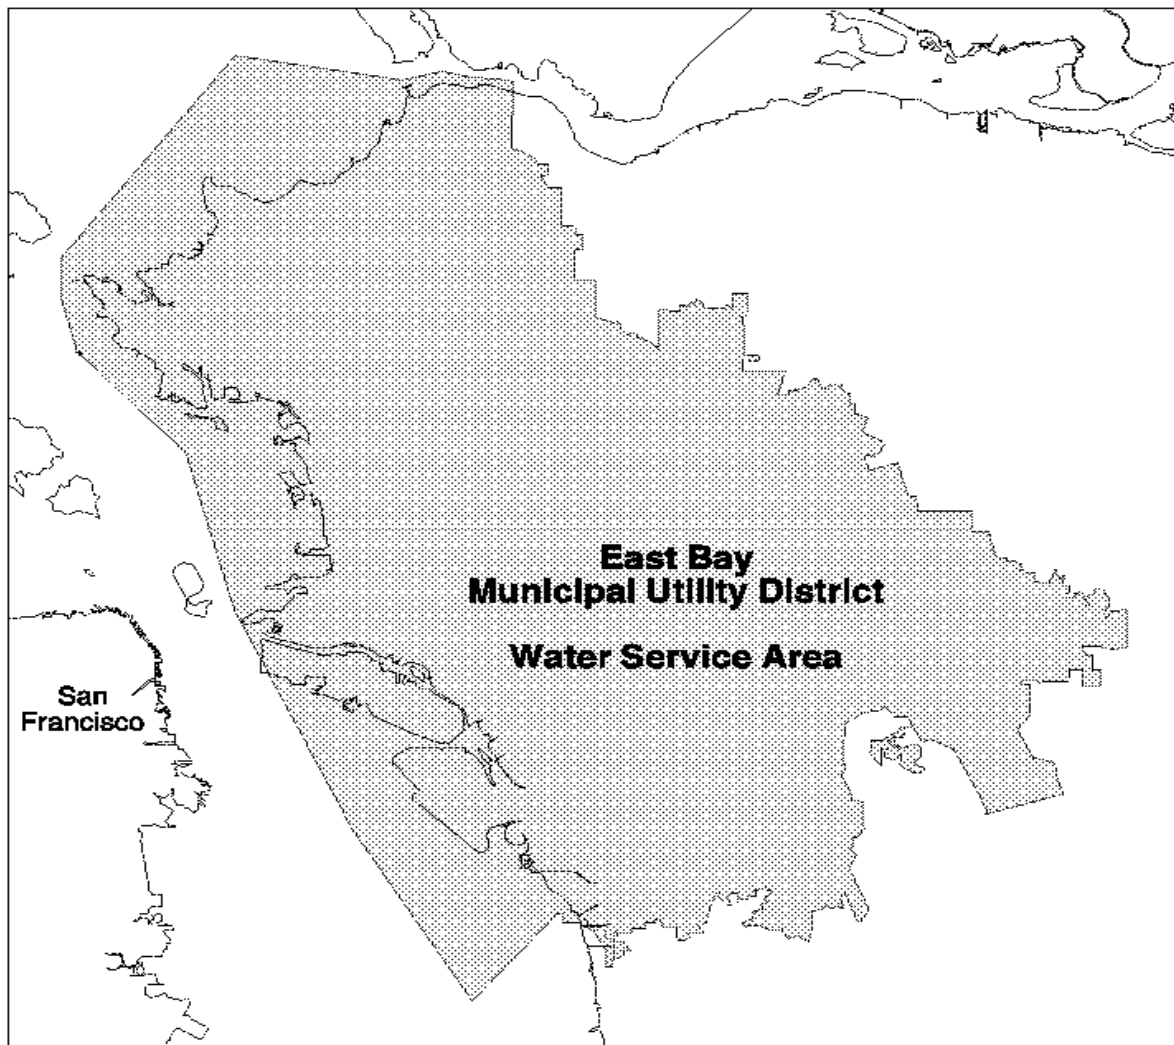 East Bay
Municipal Utility District
Water Service Area
San
Francisco